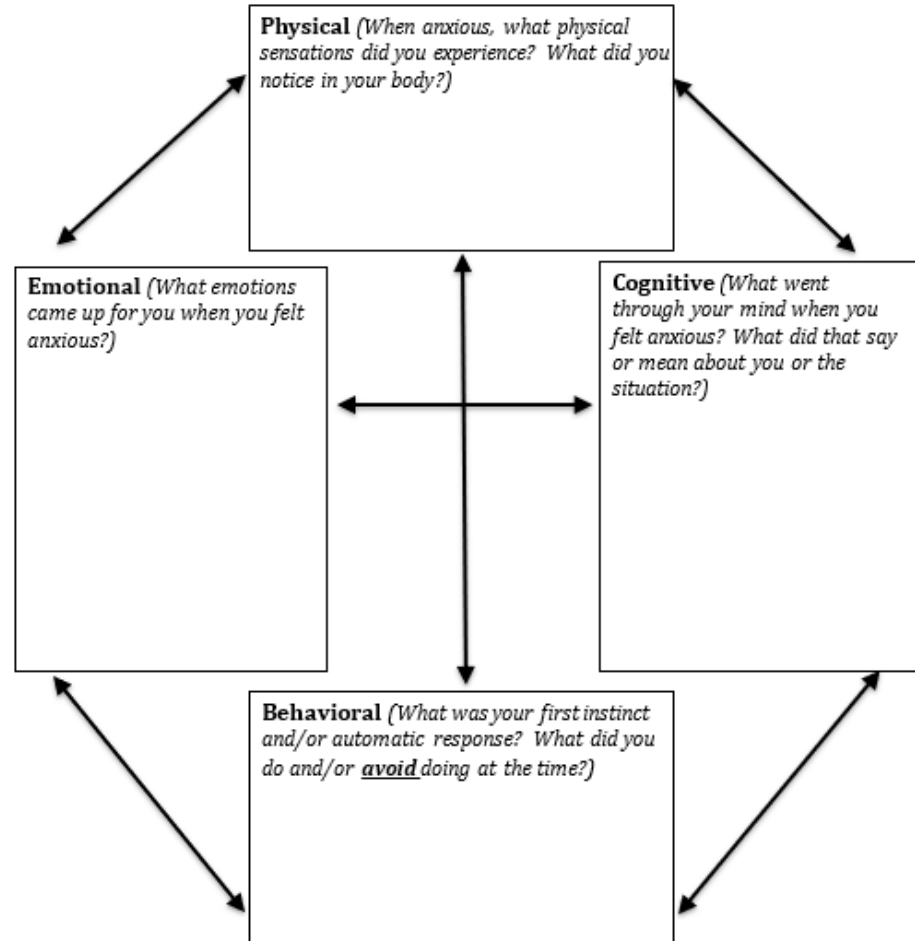 Physical (When anxious, what physical
sensations did you experience? What did you
notice in your body?)
Emotional (What emotions
came up for you when you felt
anxious?)
Cognitive (What went
through your mind when you
felt anxious? What did that say
or mean about you or the
situation?)
Behavioral (What was your first instinct
and/or automatic response? What did you
do and/or avoid doing at the time?)